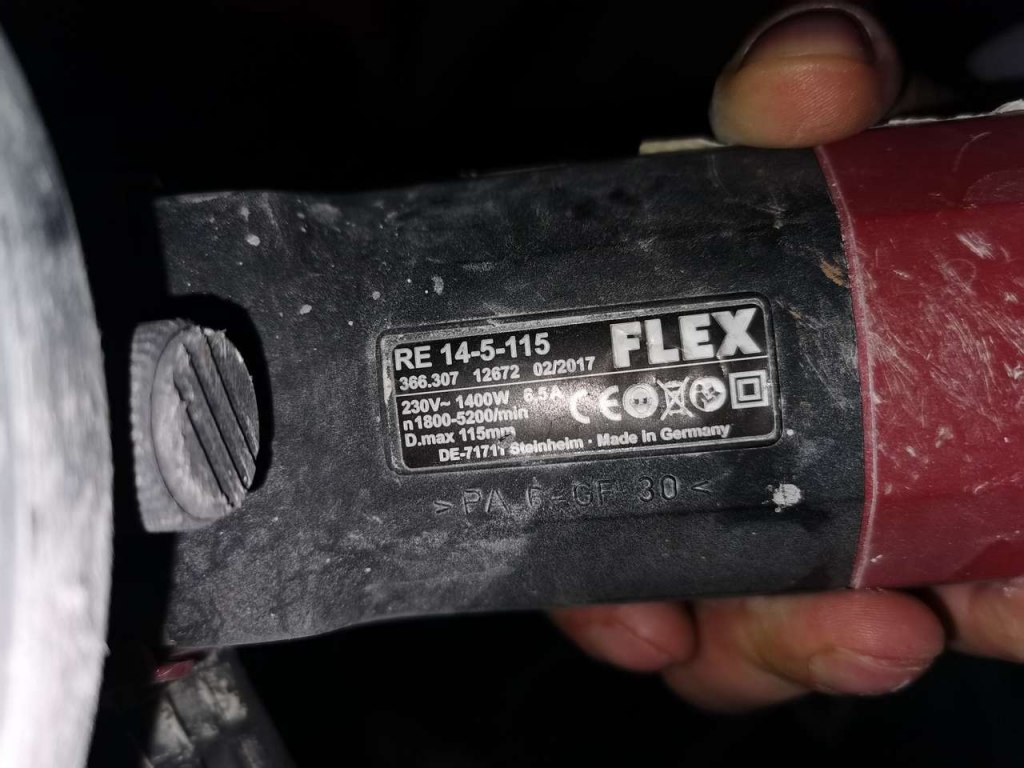 RE 14-5-115 FLEX
366.307 12672 02/2017
230V~ 1400W 6.5A
n1800-5200/min
D.max 115mm
DE-71711 Steinheim · Made in Germany
>PA 6-GF 30<